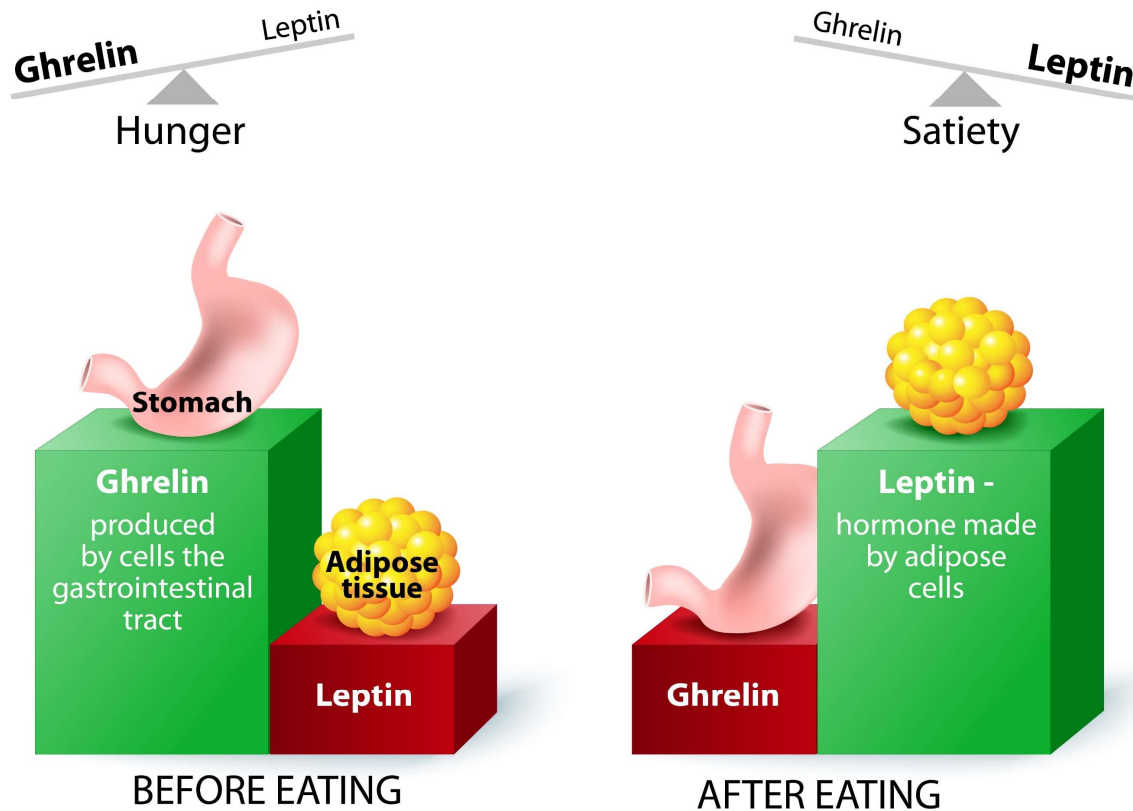 Ghrelin
Leptin
Hunger
Ghrelin
Leptin
Satiety
Stomach
Ghrelin
produced
by cells the
gastrointestinal
tract
Adipose
tissue
Leptin
BEFORE EATING
Leptin -
hormone made
by adipose
cells
Ghrelin
AFTER EATING